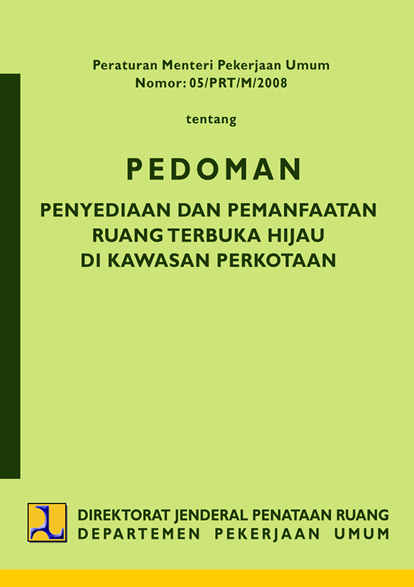 Peraturan Menteri Pekerjaan Umum
Nomor: 05/PRT/M/2008
tentang
PEDOMAN
PENYEDIAAN DAN PEMANFAATAN
RUANG TERBUKA HIJAU
DI KAWASAN PERKOTAAN
DIREKTORAT JENDERAL PENATAAN RUANG
DEPARTEMEN PEKERJAAN UMUM